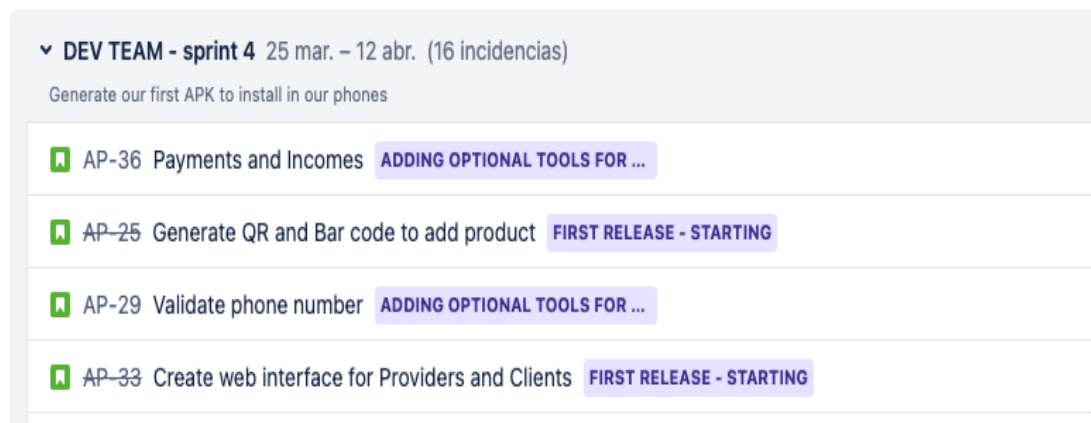 DEV TEAM - sprint 4 25 mar. – 12 abr. (16 incidencias)
Generate our first APK to install in our phones
AP-36 Payments and Incomes ADDING OPTIONAL TOOLS FOR ...
AP-25 Generate QR and Bar code to add product FIRST RELEASE - STARTING
AP-29 Validate phone number ADDING OPTIONAL TOOLS FOR ...
AP-33 Create web interface for Providers and Clients FIRST RELEASE - STARTING